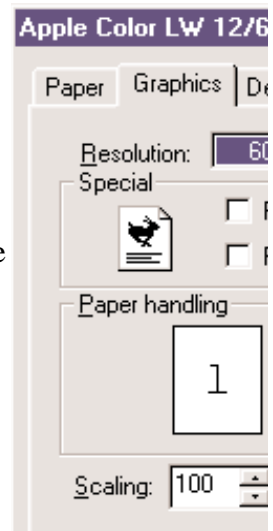 Apple Color LW 12/6
Paper Graphics De
Resolution: 60
Special
F
F
e
Paper handling
1
Scaling: 100